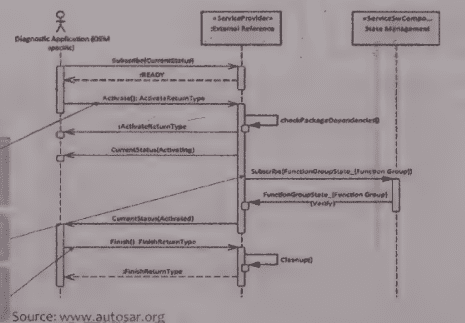 «ServiceProvider»
:External Reference
«ServiceSwCompo...
State Management
Diagnostic Application (OEM
specific)
Subscribe(CurrentStatus)
:READY
Activate(): ActivateReturnType
checkPackageDependencies()
:ActivateReturnType
CurrentStatus(Activating)
Subscribe(FunctionGroupState_{Function Group})
FunctionGroupState_{Function Group}
(Verify)
CurrentStatus(Activated)
Finish(): FinishReturnType
Cleanup()
:FinishReturnType
Source: www.autosar.org